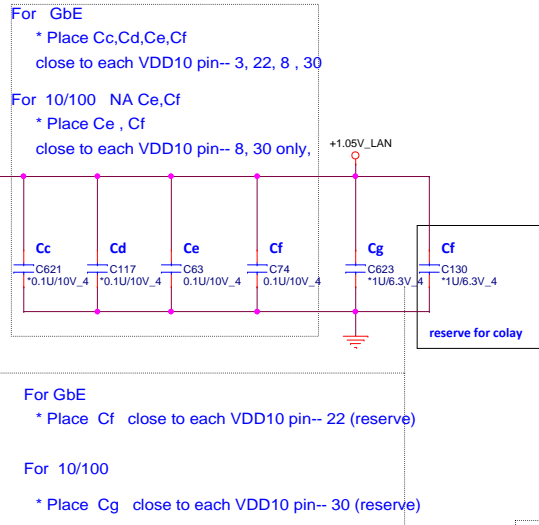 For GbE
* Place Cc,Cd,Ce,Cf
close to each VDD10 pin-- 3, 22, 8 , 30
For 10/100 NA Ce,Cf
* Place Ce , Cf
close to each VDD10 pin-- 8, 30 only,
+1.05V_LAN
Cc
C621
*0.1U/10V_4
Cd
C117
*0.1U/10V_4
Ce
C63
0.1U/10V_4
Cf
C74
0.1U/10V_4
Cg
C623
*1U/6.3V_4
Cf
C130
*1U/6.3V_4
reserve for colay
For GbE
* Place Cf close to each VDD10 pin-- 22 (reserve)
For 10/100
* Place Cg close to each VDD10 pin-- 30 (reserve)